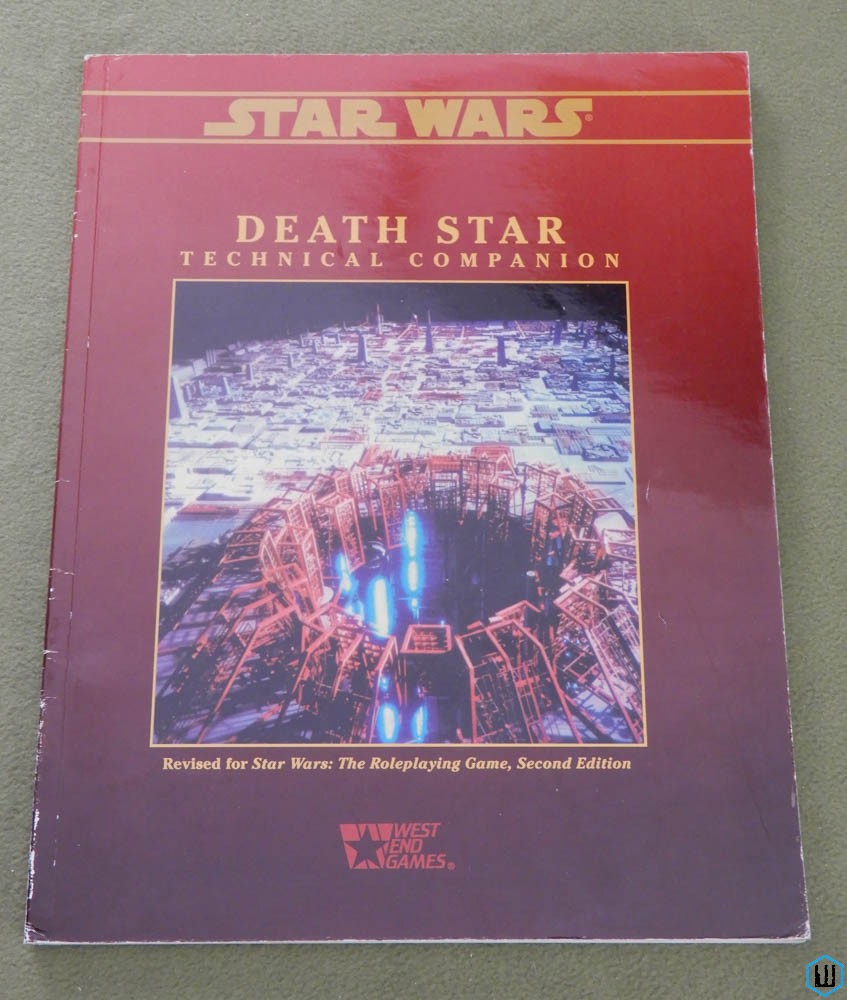 STAR WARS®
DEATH STAR
TECHNICAL COMPANION
Revised for Star Wars: The Roleplaying Game, Second Edition
WEST
END
GAMES®
W